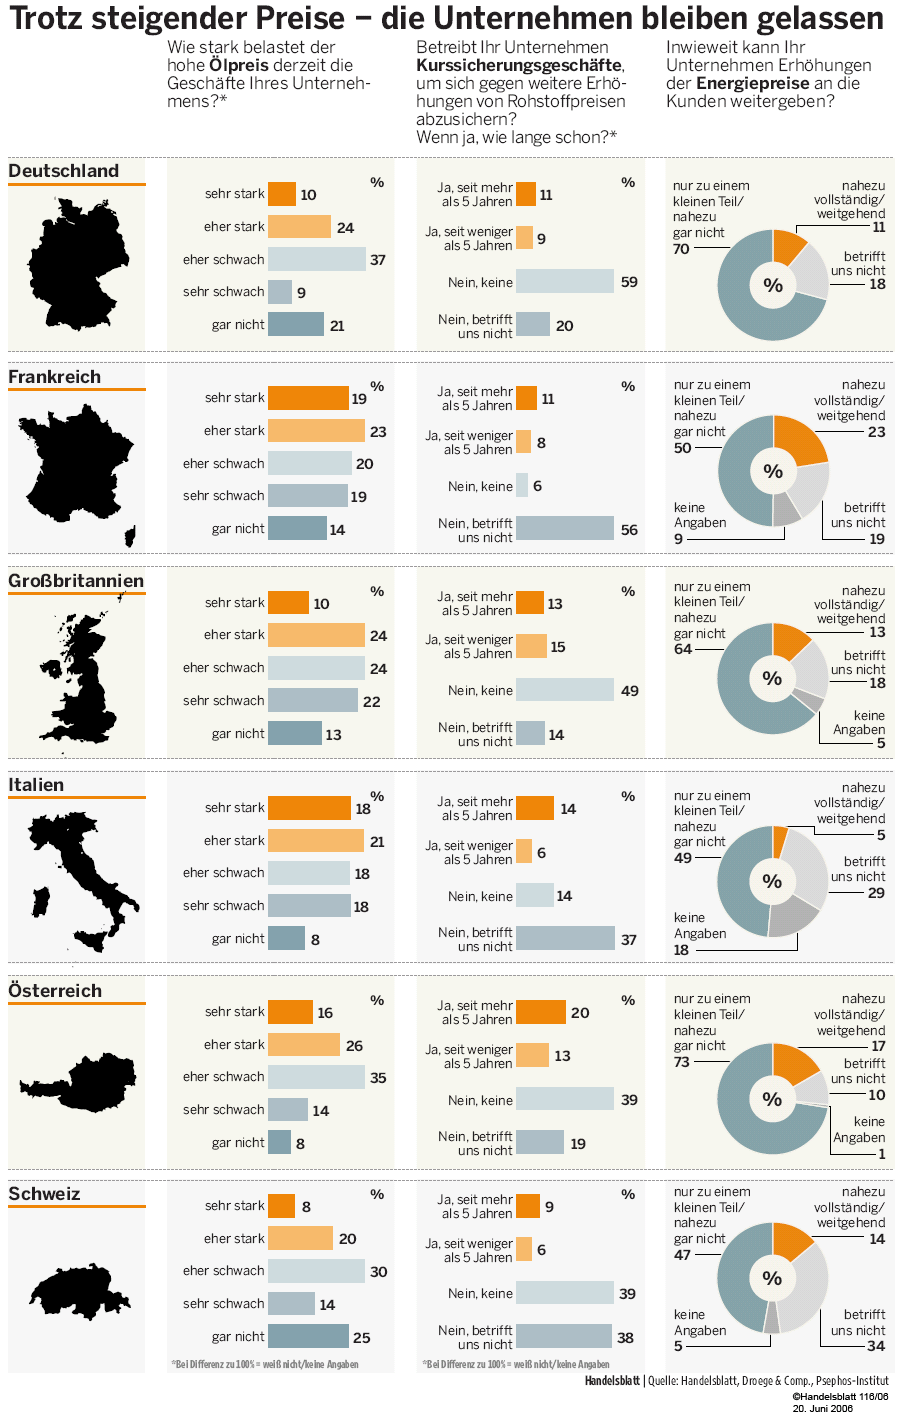 Trotz steigender Preise – die Unternehmen bleiben gelassen
Wie stark belastet der
hohe Ölpreis derzeit die
Geschäfte Ihres Unterneh-
mens?*
Betreibt Ihr Unternehmen
Kurssicherungsgeschäfte,
um sich gegen weitere Erhö-
hungen von Rohstoffpreisen
abzusichern?
Wenn ja, wie lange schon?*
Inwieweit kann Ihr
Unternehmen Erhöhungen
der Energiepreise an die
Kunden weitergeben?
Deutschland
%
sehr stark 10
eher stark 24
eher schwach 37
sehr schwach 9
gar nicht 21
%
Ja, seit mehr
als 5 Jahren 11
Ja, seit weniger
als 5 Jahren 9
Nein, keine 59
Nein, betrifft
uns nicht 20
nur zu einem
kleinen Teil/
nahezu
gar nicht
70
nahezu
vollständig/
weitgehend
11
betrifft
uns nicht
18
%
Frankreich
%
sehr stark 19
eher stark 23
eher schwach 20
sehr schwach 19
gar nicht 14
%
Ja, seit mehr
als 5 Jahren 11
Ja, seit weniger
als 5 Jahren 8
Nein, keine 6
Nein, betrifft
uns nicht 56
nur zu einem
kleinen Teil/
nahezu
gar nicht
50
nahezu
vollständig/
weitgehend
23
%
keine
Angaben
9
betrifft
uns nicht
19
Großbritannien
%
sehr stark 10
eher stark 24
eher schwach 24
sehr schwach 22
gar nicht 13
%
Ja, seit mehr
als 5 Jahren 13
Ja, seit weniger
als 5 Jahren 15
Nein, keine 49
Nein, betrifft
uns nicht 14
nur zu einem
kleinen Teil/
nahezu
gar nicht
64
nahezu
vollständig/
weitgehend
13
betrifft
uns nicht
18
%
keine
Angaben
5
Italien
%
sehr stark 18
eher stark 21
eher schwach 18
sehr schwach 18
gar nicht 8
%
Ja, seit mehr
als 5 Jahren 14
Ja, seit weniger
als 5 Jahren 6
Nein, keine 14
Nein, betrifft
uns nicht 37
nur zu einem
kleinen Teil/
nahezu
gar nicht
49
nahezu
vollständig/
weitgehend
5
betrifft
uns nicht
29
%
keine
Angaben
18
Österreich
%
sehr stark 16
eher stark 26
eher schwach 35
sehr schwach 14
gar nicht 8
%
Ja, seit mehr
als 5 Jahren 20
Ja, seit weniger
als 5 Jahren 13
Nein, keine 39
Nein, betrifft
uns nicht 19
nur zu einem
kleinen Teil/
nahezu
gar nicht
73
nahezu
vollständig/
weitgehend
17
betrifft
uns nicht
10
%
keine
Angaben
1
Schweiz
%
sehr stark 8
eher stark 20
eher schwach 30
sehr schwach 14
gar nicht 25
*Bei Differenz zu 100% = weiß nicht/keine Angaben
%
Ja, seit mehr
als 5 Jahren 9
Ja, seit weniger
als 5 Jahren 6
Nein, keine 39
Nein, betrifft
uns nicht 38
*Bei Differenz zu 100% = weiß nicht/keine Angaben
nur zu einem
kleinen Teil/
nahezu
gar nicht
47
nahezu
vollständig/
weitgehend
14
%
keine
Angaben
5
betrifft
uns nicht
34
Handelsblatt | Quelle: Handelsblatt, Droege & Comp., Psephos-Institut
©Handelsblatt 116/06
20. Juni 2006